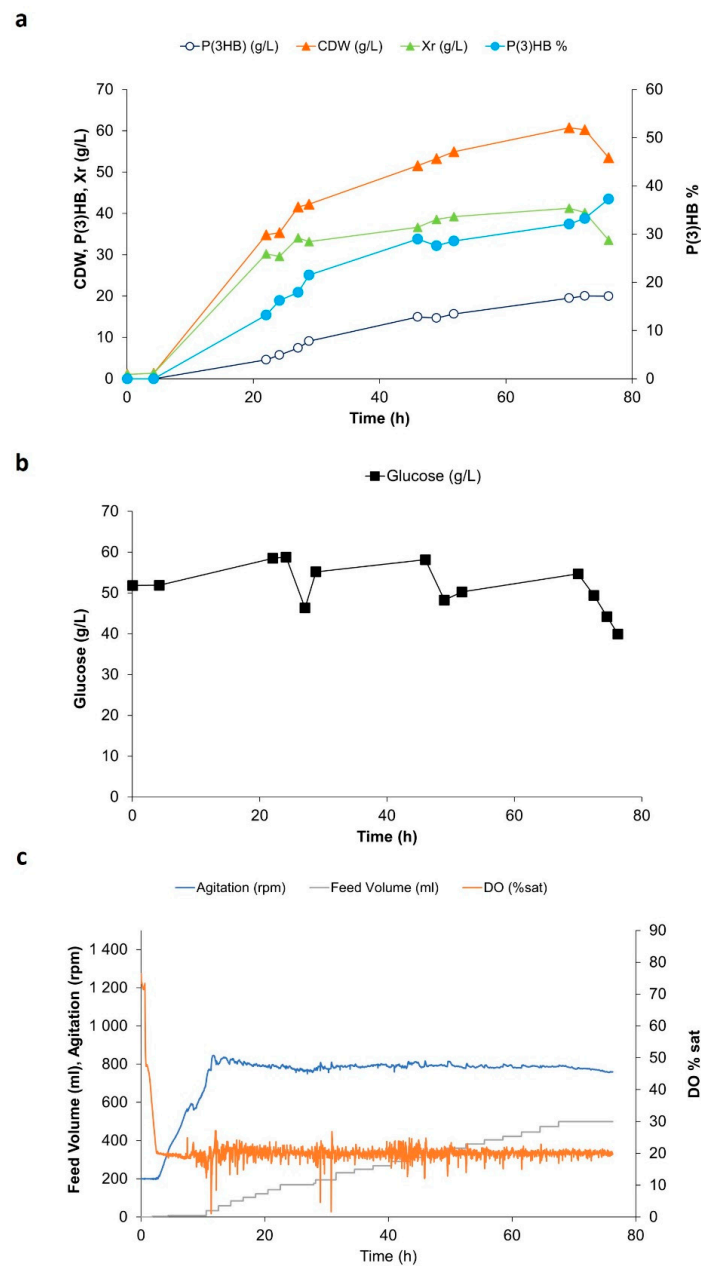 a
P(3HB) (g/L) CDW (g/L) Xr (g/L) P(3)HB %
70 60
60 50
50 40
40 30
30 20
20 10
10
0 0
0 20 40 60 80
CDW, P(3)HB, Xr (g/L)
P(3)HB %
Time (h)
b
Glucose (g/L)
70
60
50
40
30
20
10
0
0 20 40 60 80
Glucose (g/L)
Time (h)
c
Agitation (rpm) Feed Volume (ml) DO (%sat)
90
1 400 80
1 200 70
1 000 60
800 50
600 40
400 30
200 20
10
0 0
0 20 40 60 80
Feed Volume (ml), Agitation (rpm)
DO % sat
Time (h)